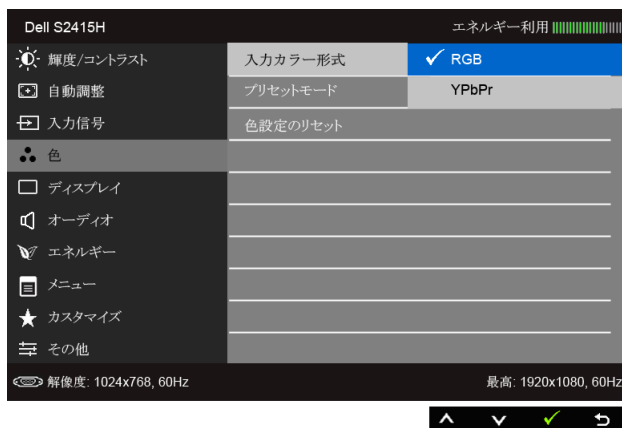 Dell S2415H
エネルギー利用
輝度/コントラスト
自動調整
入力信号
色
ディスプレイ
オーディオ
エネルギー
メニュー
カスタマイズ
その他
入力カラー形式
プリセットモード
色設定のリセット
RGB
YPbPr
解像度: 1024x768, 60Hz
最高: 1920x1080, 60Hz